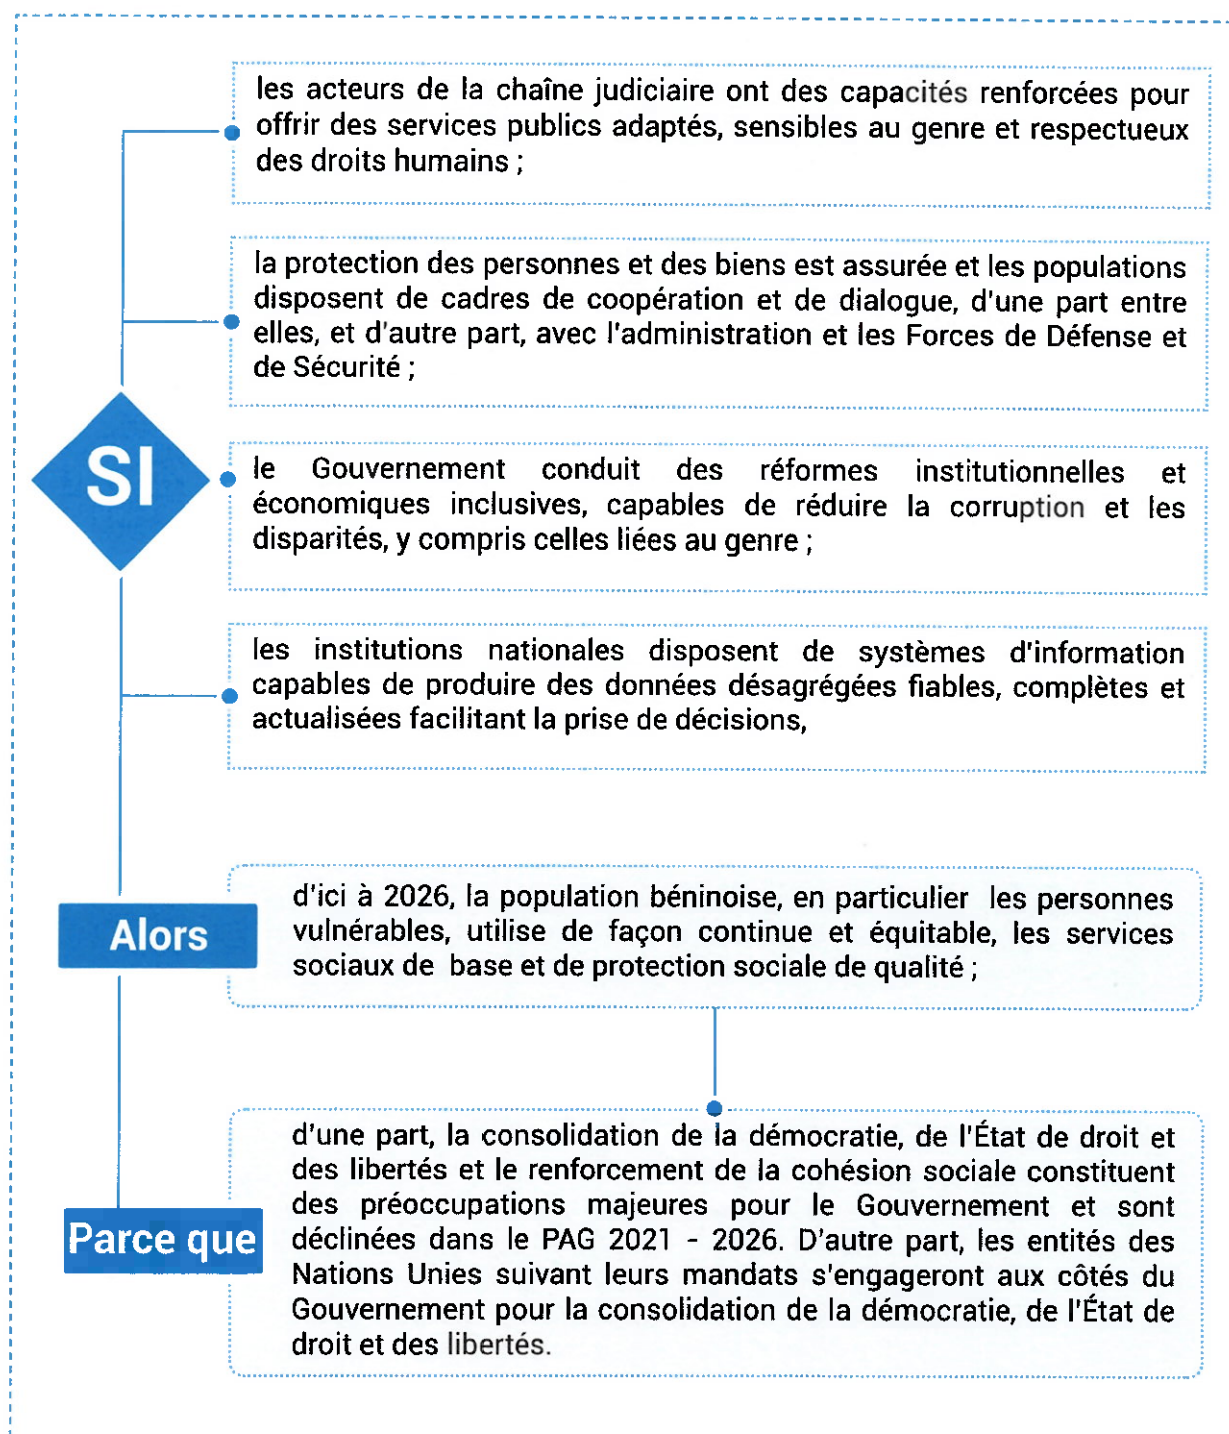 les acteurs de la chaîne judiciaire ont des capacités renforcées pour
offrir des services publics adaptés, sensibles au genre et respectueux
des droits humains ;
la protection des personnes et des biens est assurée et les populations
disposent de cadres de coopération et de dialogue, d'une part entre
elles, et d'autre part, avec l'administration et les Forces de Défense et
de Sécurité ;
SI
le Gouvernement conduit des réformes institutionnelles et
économiques inclusives, capables de réduire la corruption et les
disparités, y compris celles liées au genre ;
les institutions nationales disposent de systèmes d'information
capables de produire des données désagrégées fiables, complètes et
actualisées facilitant la prise de décisions,
Alors
d'ici à 2026, la population béninoise, en particulier les personnes
vulnérables, utilise de façon continue et équitable, les services
sociaux de base et de protection sociale de qualité ;
Parce que
d'une part, la consolidation de la démocratie, de l'État de droit et
des libertés et le renforcement de la cohésion sociale constituent
des préoccupations majeures pour le Gouvernement et sont
déclinées dans le PAG 2021 - 2026. D'autre part, les entités des
Nations Unies suivant leurs mandats s'engageront aux côtés du
Gouvernement pour la consolidation de la démocratie, de l'État de
droit et des libertés.